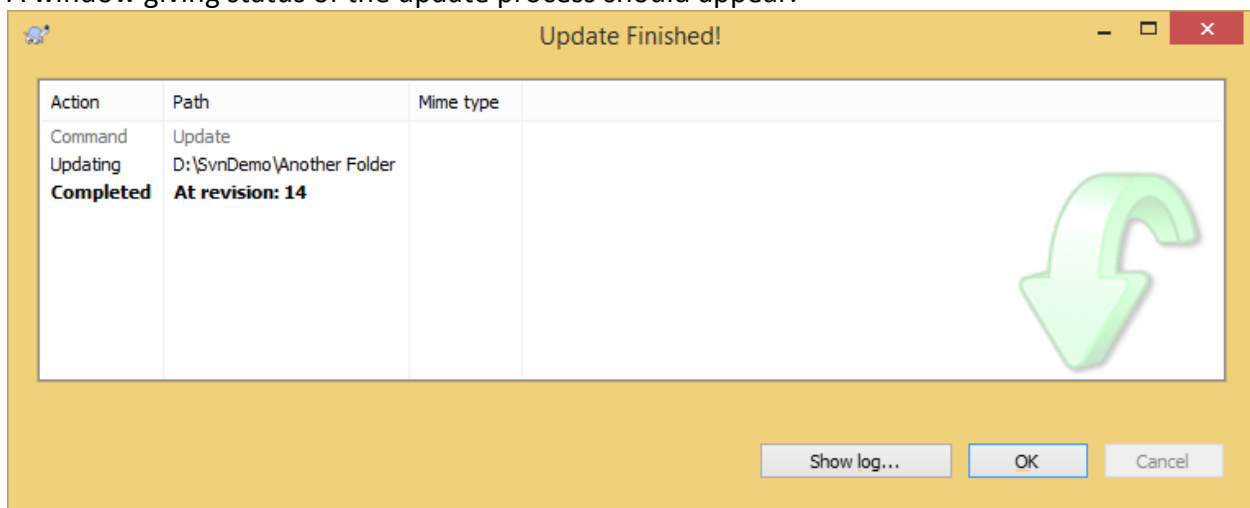 A window giving status of the update process should appear:
Update Finished!
Action Path Mime type
Command Update
Updating D:\SvnDemo\Another Folder
Completed At revision: 14
Show log... OK Cancel